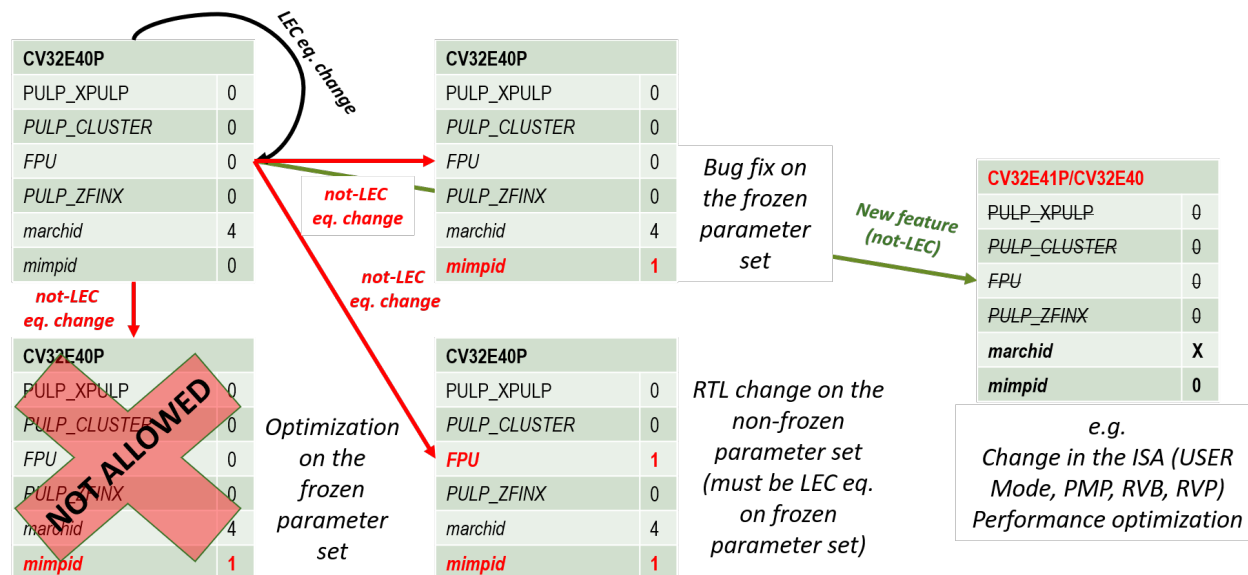 LEC eq. change
CV32E40P
PULP_XPULP 0
PULP_CLUSTER 0
FPU 0
PULP_ZFINX 0
marchid 4
mimpid 0
CV32E40P
PULP_XPULP 0
PULP_CLUSTER 0
FPU 0
PULP_ZFINX 0
marchid 4
mimpid 1
not-LEC
eq. change
Bug fix on
the frozen
parameter
set
New feature
(not-LEC)
CV32E41P/CV32E40
PULP_XPULP 0
PULP_CLUSTER 0
FPU 0
PULP_ZFINX 0
marchid X
mimpid 0
e.g.
Change in the ISA (USER
Mode, PMP, RVB, RVP)
Performance optimization
not-LEC
eq. change
not-LEC
eq. change
CV32E40P
PULP_XPULP 0
PULP_CLUSTER 0
FPU 0
PULP_ZFINX 0
marchid 4
mimpid 1
NOT ALLOWED
Optimization
on the
frozen
parameter
set
CV32E40P
PULP_XPULP 0
PULP_CLUSTER 0
FPU 1
PULP_ZFINX 0
marchid 4
mimpid 1
RTL change on the
non-frozen
parameter set
(must be LEC eq.
on frozen
parameter set)